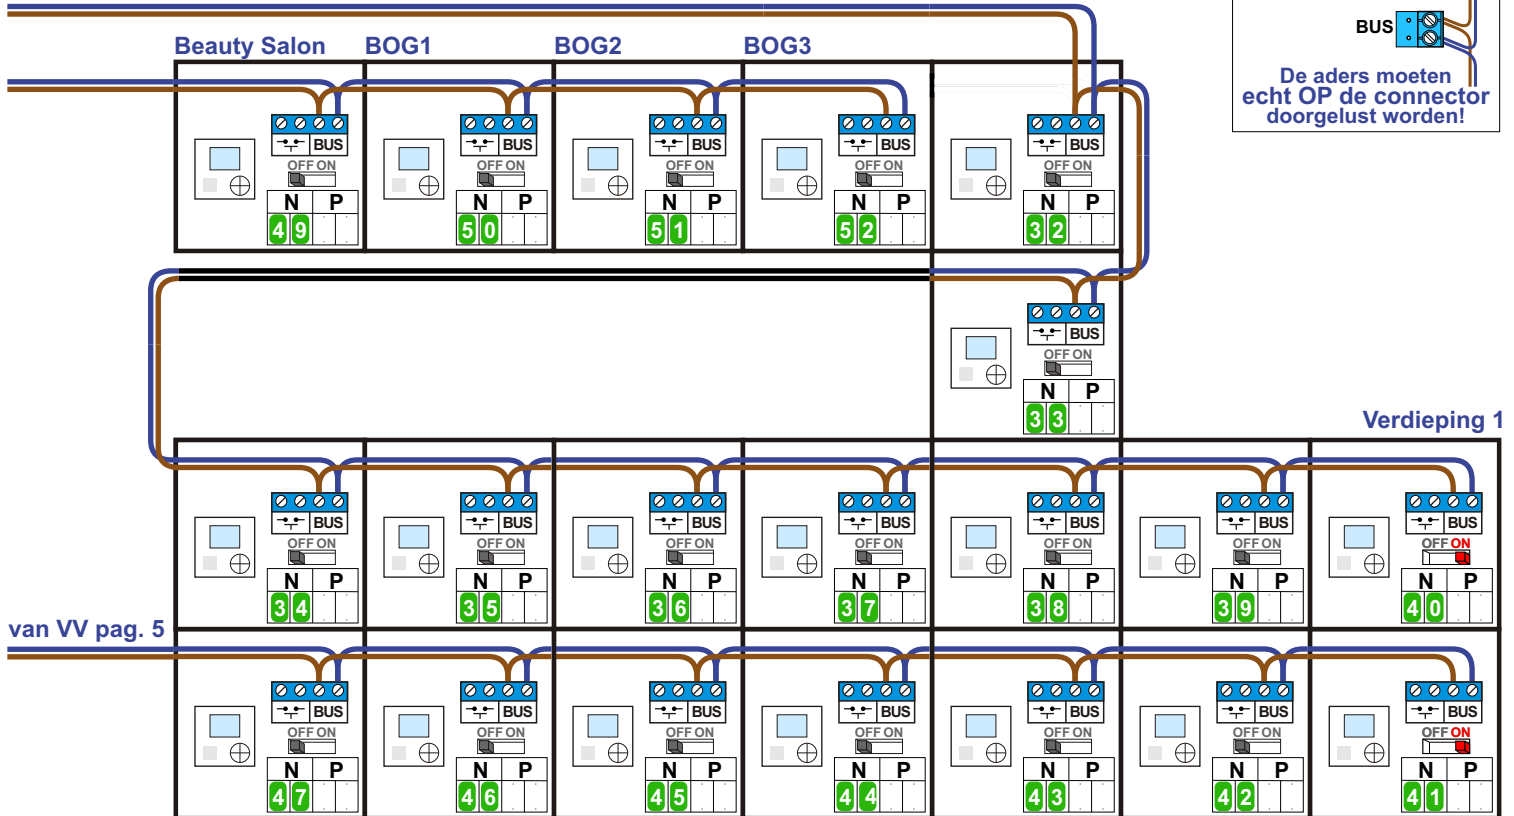 BUS
De aders moeten
echt OP de connector
doorgelust worden!
Beauty Salon BOG1 BOG2 BOG3
BUS BUS BUS BUS BUS
OFF ON OFF ON OFF ON OFF ON OFF ON
N P N P N P N P N P
49 50 51 52 32
BUS
OFF ON
N P
33
Verdieping 1
BUS BUS BUS BUS BUS BUS BUS
OFF ON OFF ON OFF ON OFF ON OFF ON OFF ON OFF ON
N P N P N P N P N P N P N P
34 35 36 37 38 39 40
van VV pag. 5
BUS BUS BUS BUS BUS BUS BUS
OFF ON OFF ON OFF ON OFF ON OFF ON OFF ON OFF ON
N P N P N P N P N P N P N P
47 46 45 44 43 42 41